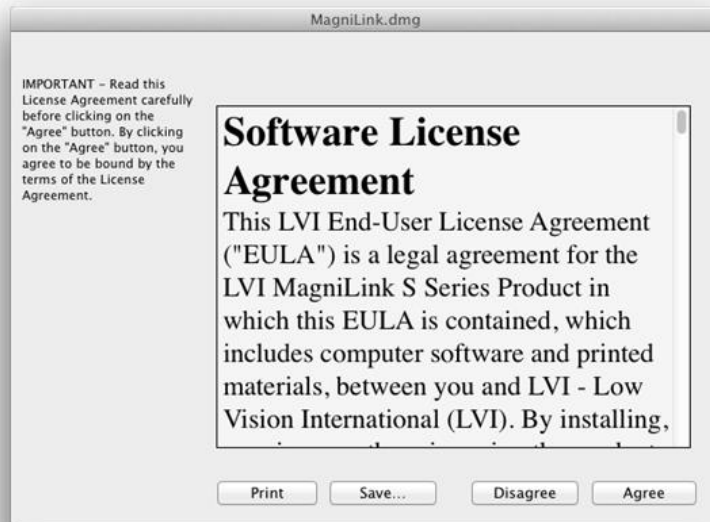 MagniLink.dmg
IMPORTANT – Read this
License Agreement carefully
before clicking on the
"Agree" button. By clicking
on the "Agree" button, you
agree to be bound by the
terms of the License
Agreement.
Software License
Agreement
This LVI End-User License Agreement
("EULA") is a legal agreement for the
LVI MagniLink S Series Product in
which this EULA is contained, which
includes computer software and printed
materials, between you and LVI - Low
Vision International (LVI). By installing,
Print
Save...
Disagree
Agree